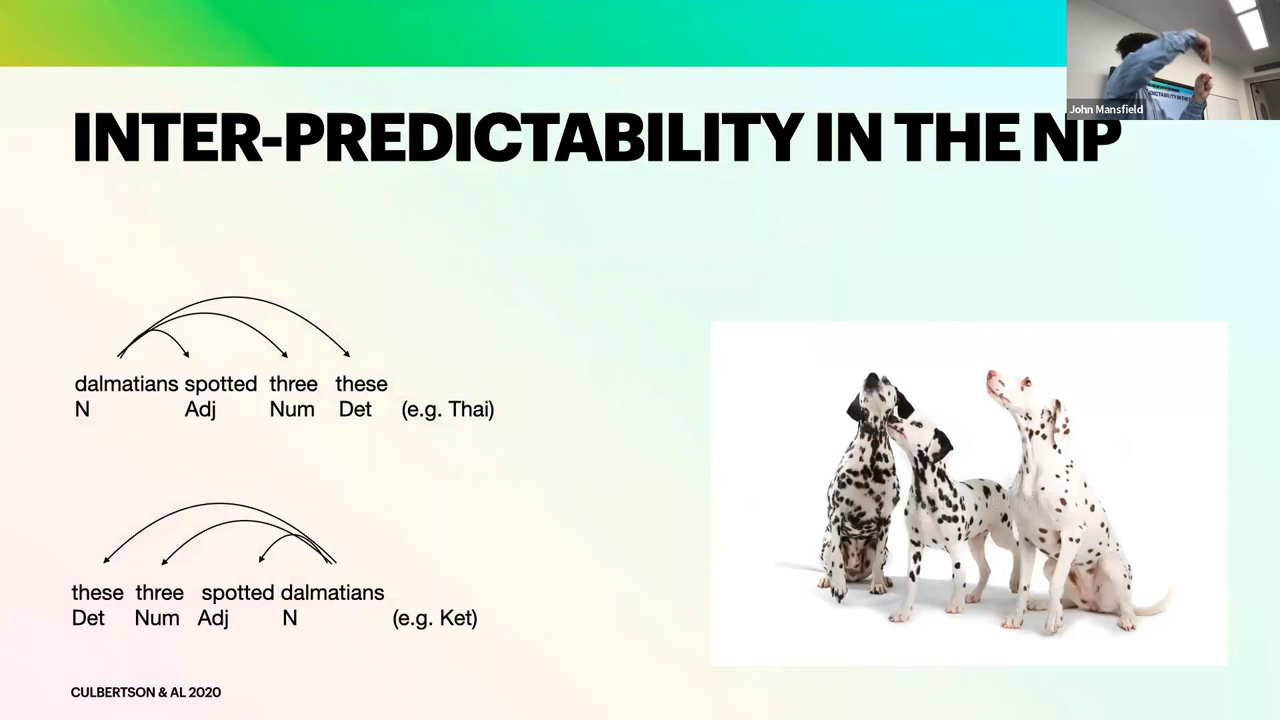 John Mansfield
INTER-PREDICTABILITY IN THE NP
dalmatians spotted three these
N Adj Num Det (e.g. Thai)
these three spotted dalmatians
Det Num Adj N (e.g. Ket)
CULBERTSON & AL 2020